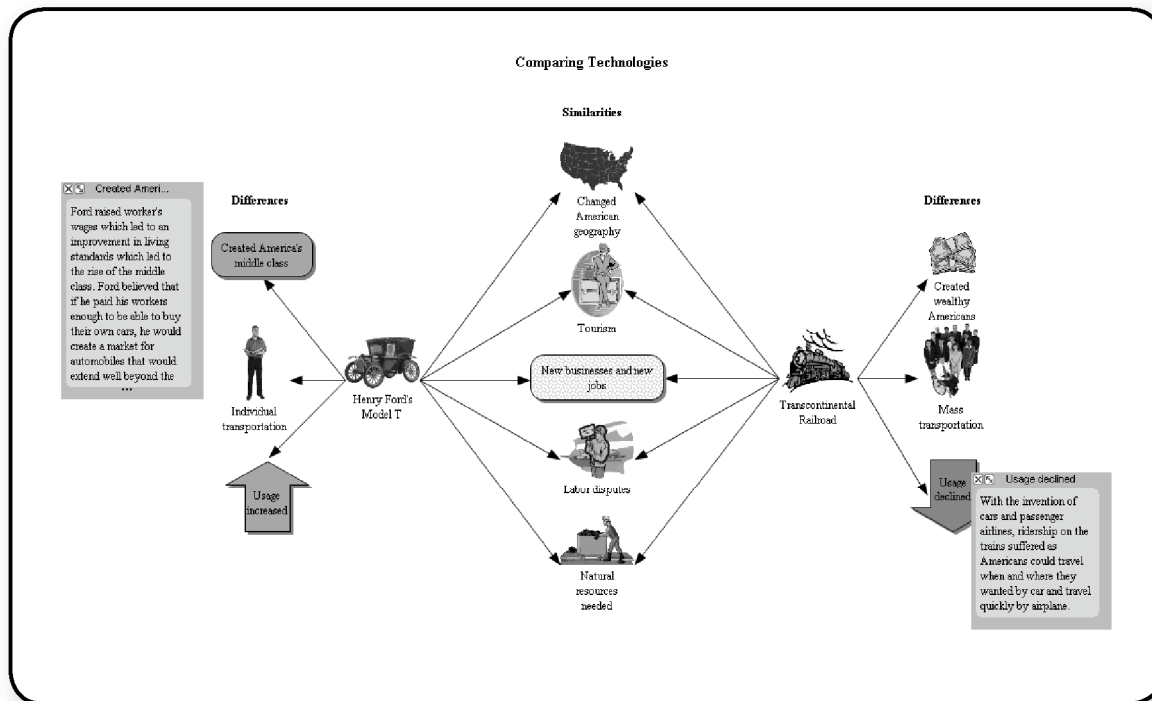 Comparing Technologies
Similarities
Changed
American
geography
Tourism
New businesses and new
jobs
Labor disputes
Natural
resources
needed
Created Ameri...
Ford raised worker's
wages which led to an
improvement in living
standards which led to
the rise of the middle
class. Ford believed that
if he paid his workers
enough to be able to buy
their own cars, he would
create a market for
automobiles that would
extend well beyond the
...
Differences
Created America's
middle class
Individual
transportation
Usage
increased
Henry Ford's
Model T
Transcontinental
Railroad
Differences
Created
wealthy
Americans
Mass
transportation
Usage
declined
Usage declined
With the invention of
cars and passenger
airlines, ridership on the
trains suffered as
Americans could travel
when and where they
wanted by car and travel
quickly by airplane.